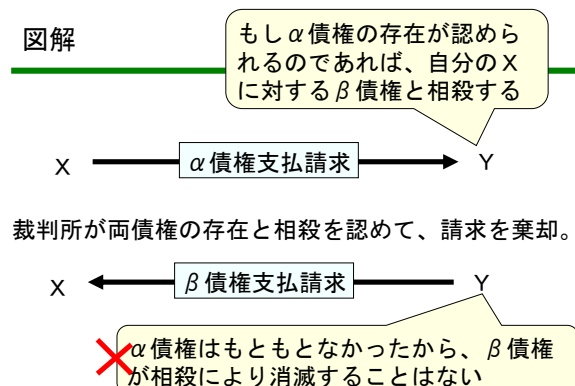 図解
もしα債権の存在が認めら
れるのであれば、自分のX
に対するβ債権と相殺する
X α債権支払請求 Y
裁判所が両債権の存在と相殺を認めて、請求を棄却。
X β債権支払請求 Y
α債権はもともとなかったから、β債権
が相殺により消滅することはない